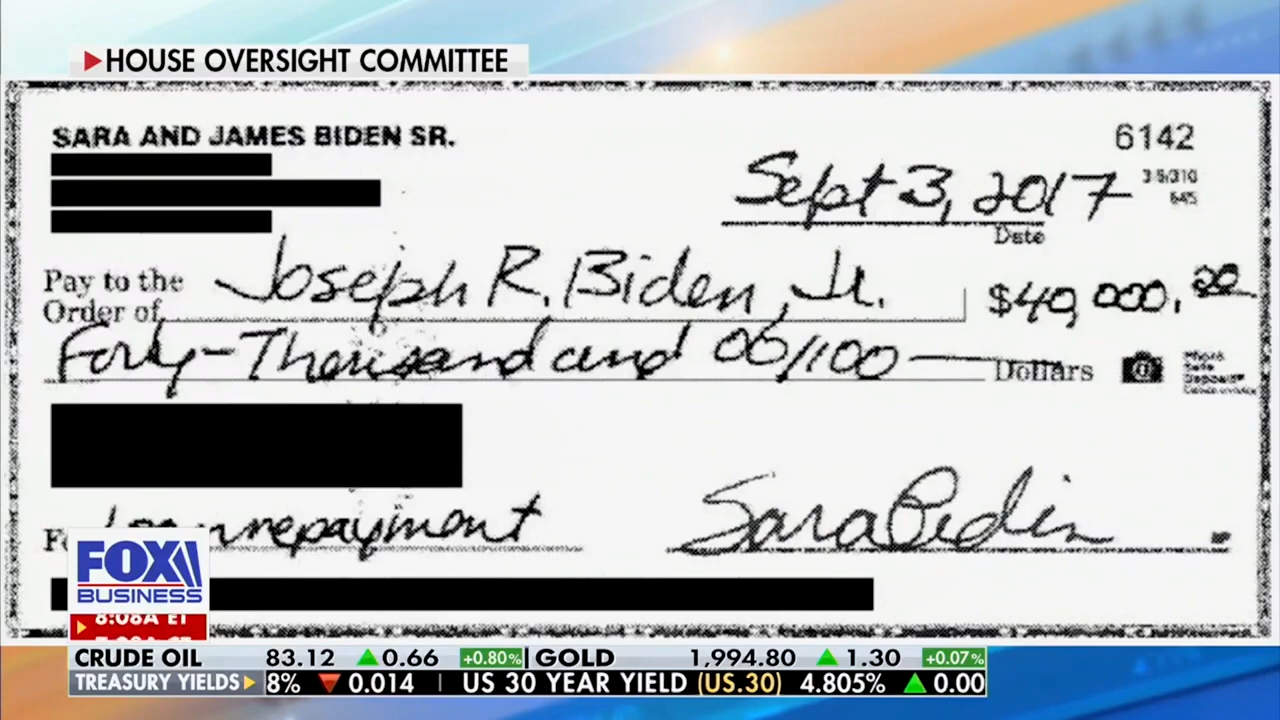 HOUSE OVERSIGHT COMMITTEE
SARA AND JAMES BIDEN SR.
6142
Sept 3, 2017
Date
Pay to the
Order of
Joseph R. Biden, Jr.
$40,000.
Forty-Thousand and 00/100
Dollars
Loan repayment
Sara Biden
FOX
BUSINESS
8:08A ET
CRUDE OIL 83.12 0.66 +0.80% GOLD 1,994.80 1.30 +0.07%
TREASURY YIELDS 8% 0.014 US 30 YEAR YIELD (US.30) 4.805% 0.00